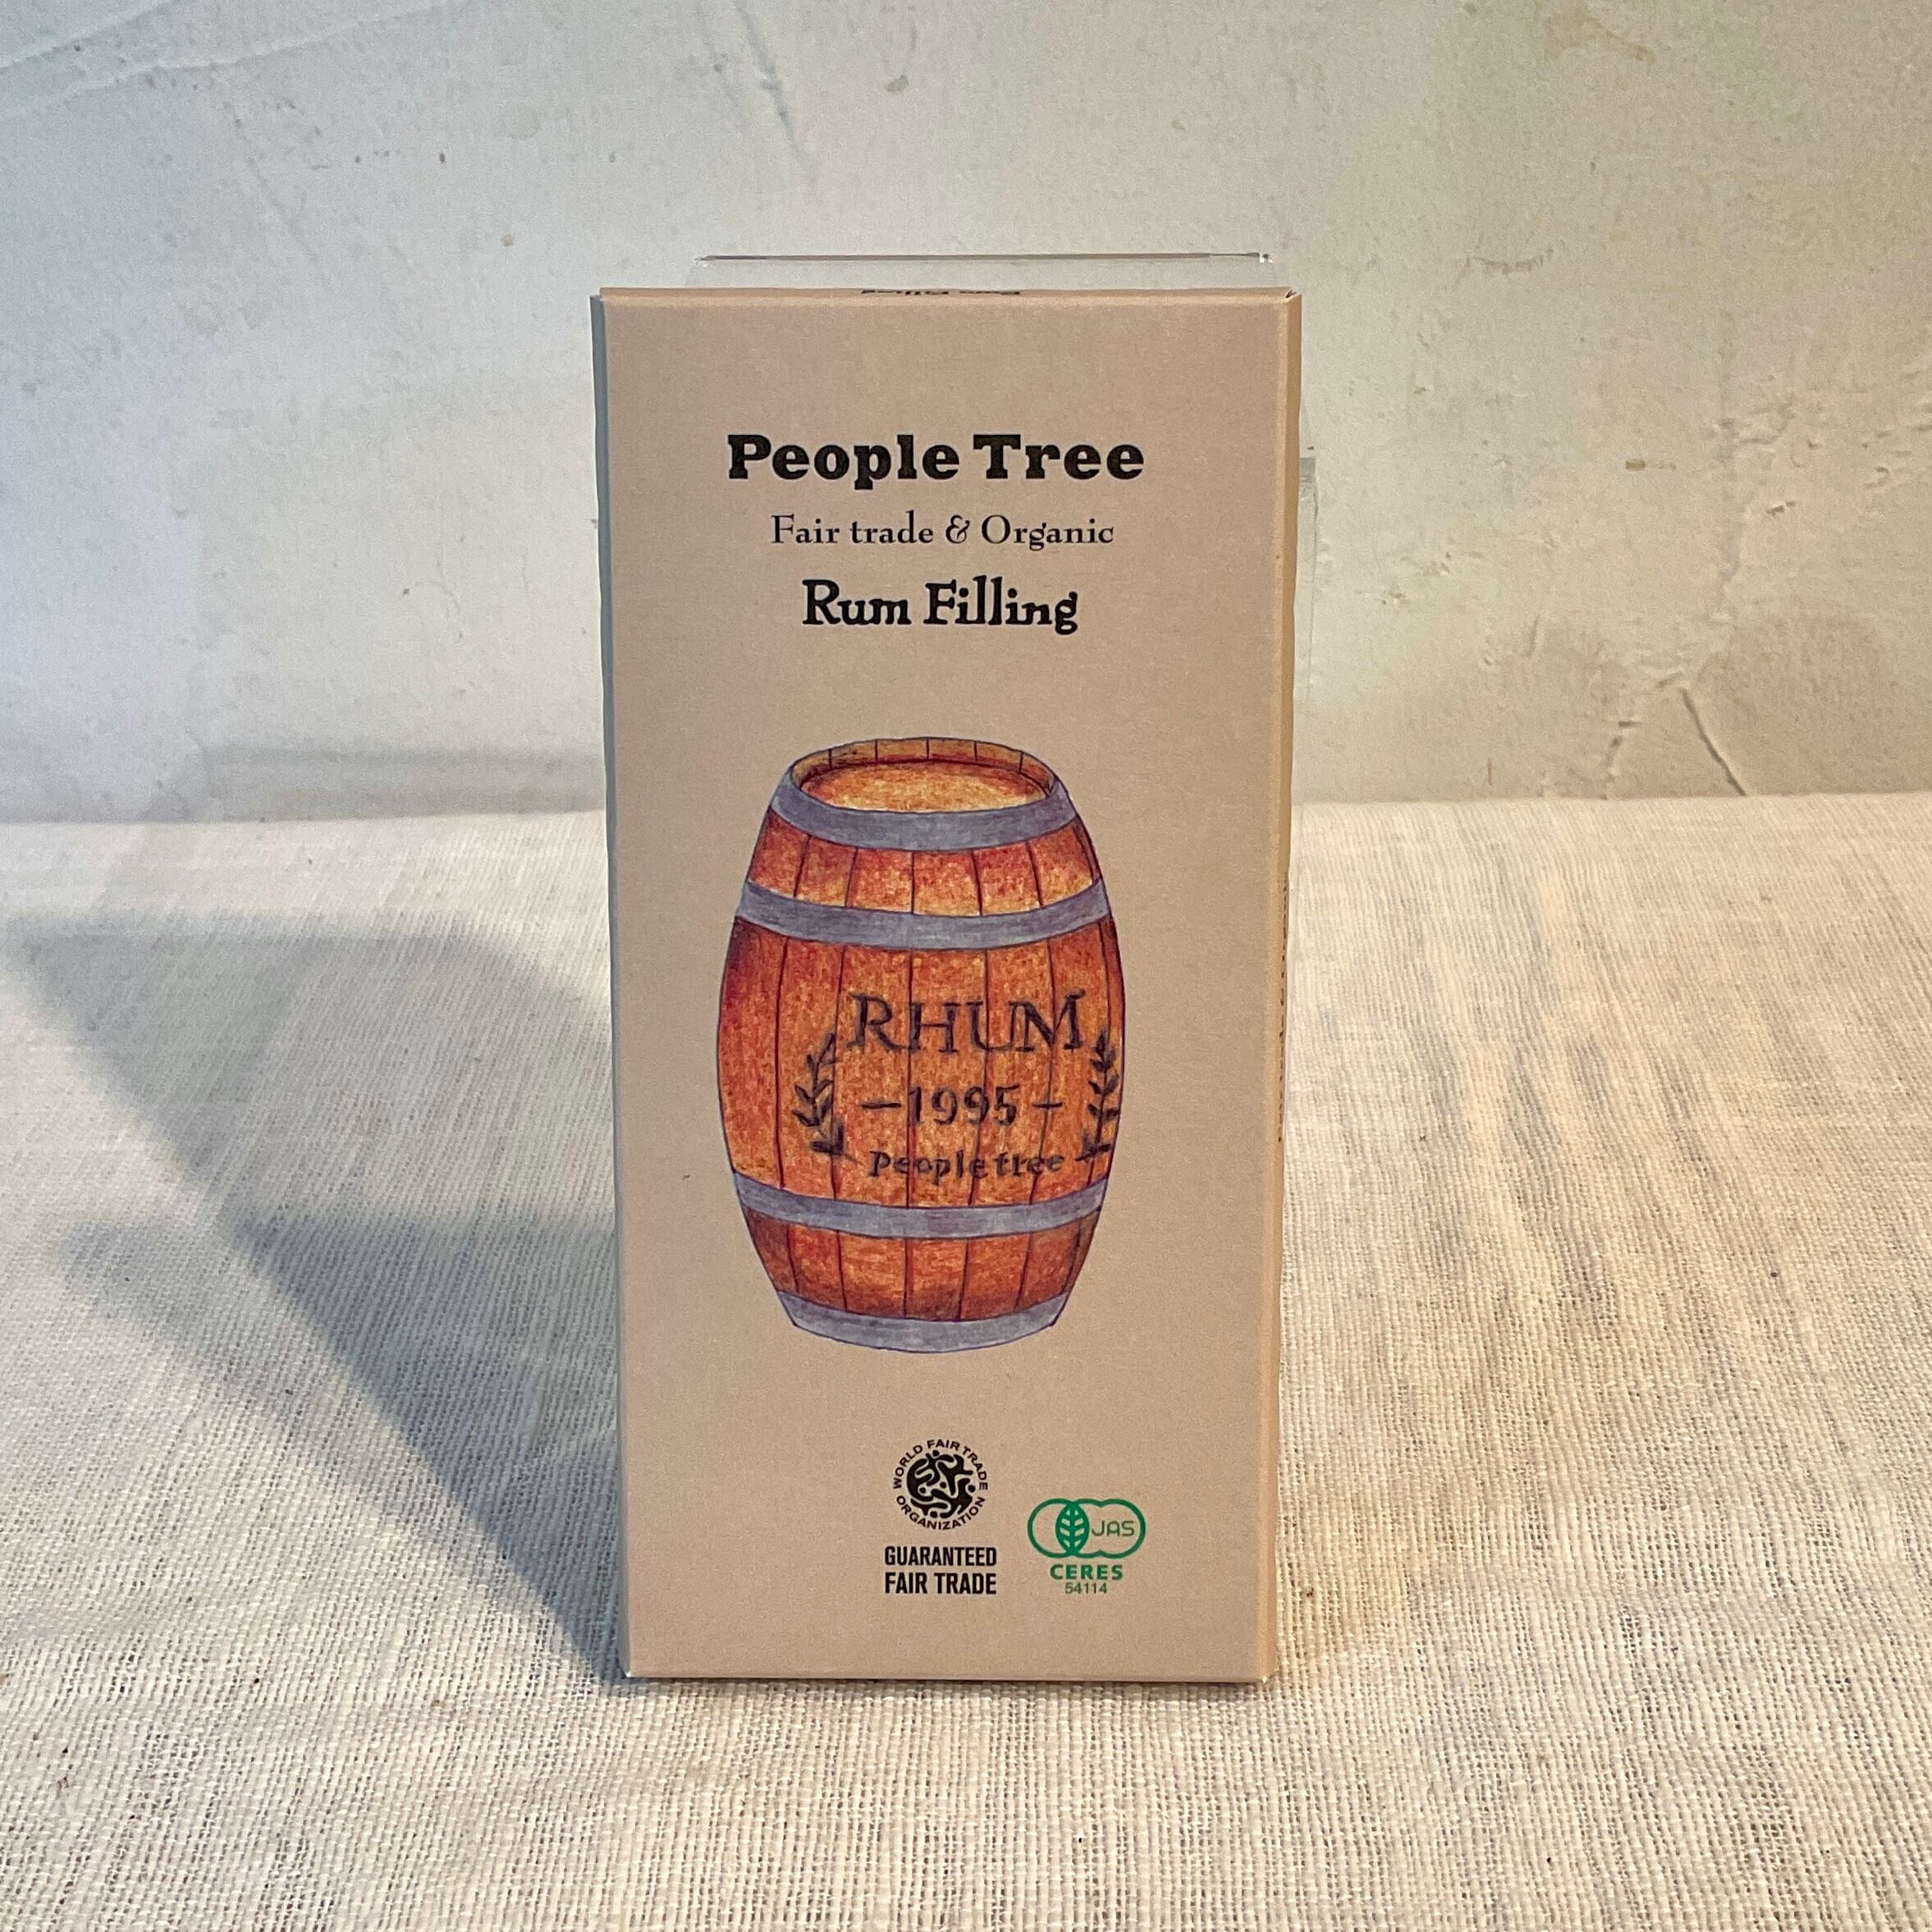 People Tree
Fair trade & Organic
Rum Filling
RHUM
-1995-
People tree
WORLD FAIR TRADE ORGANIZATION
GUARANTEED
FAIR TRADE
JAS
CERES
54114